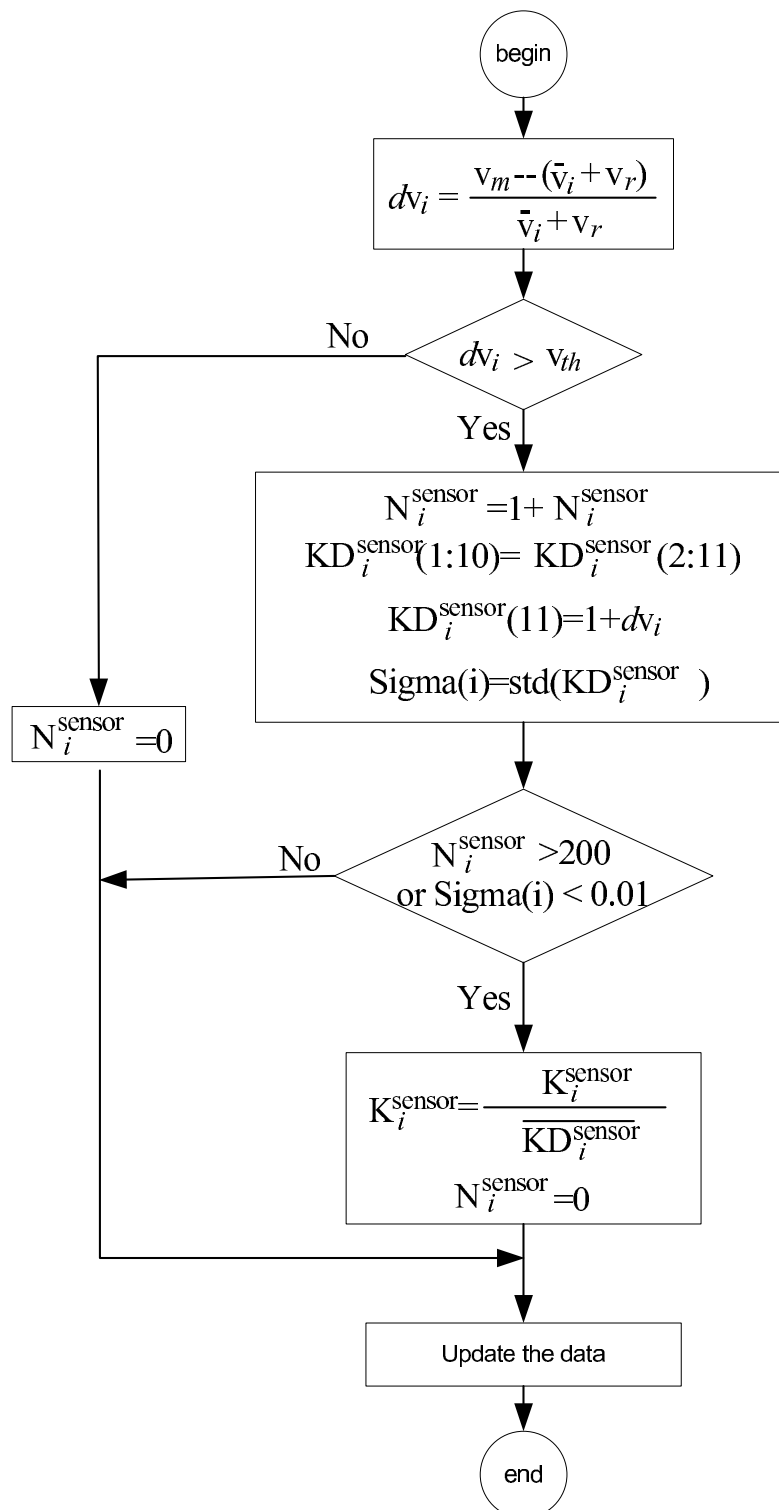 begin
dv_i = (v_m -- (v̄_i + v_r)) / (v̄_i + v_r)
No
dv_i > v_th
Yes
N_i^sensor =1+ N_i^sensor
KD_i^sensor(1:10)= KD_i^sensor(2:11)
KD_i^sensor(11)=1+dv_i
Sigma(i)=std(KD_i^sensor )
N_i^sensor =0
No
N_i^sensor >200
or Sigma(i) < 0.01
Yes
K_i^sensor = K_i^sensor / \overline{KD_i^sensor}
N_i^sensor =0
Update the data
end